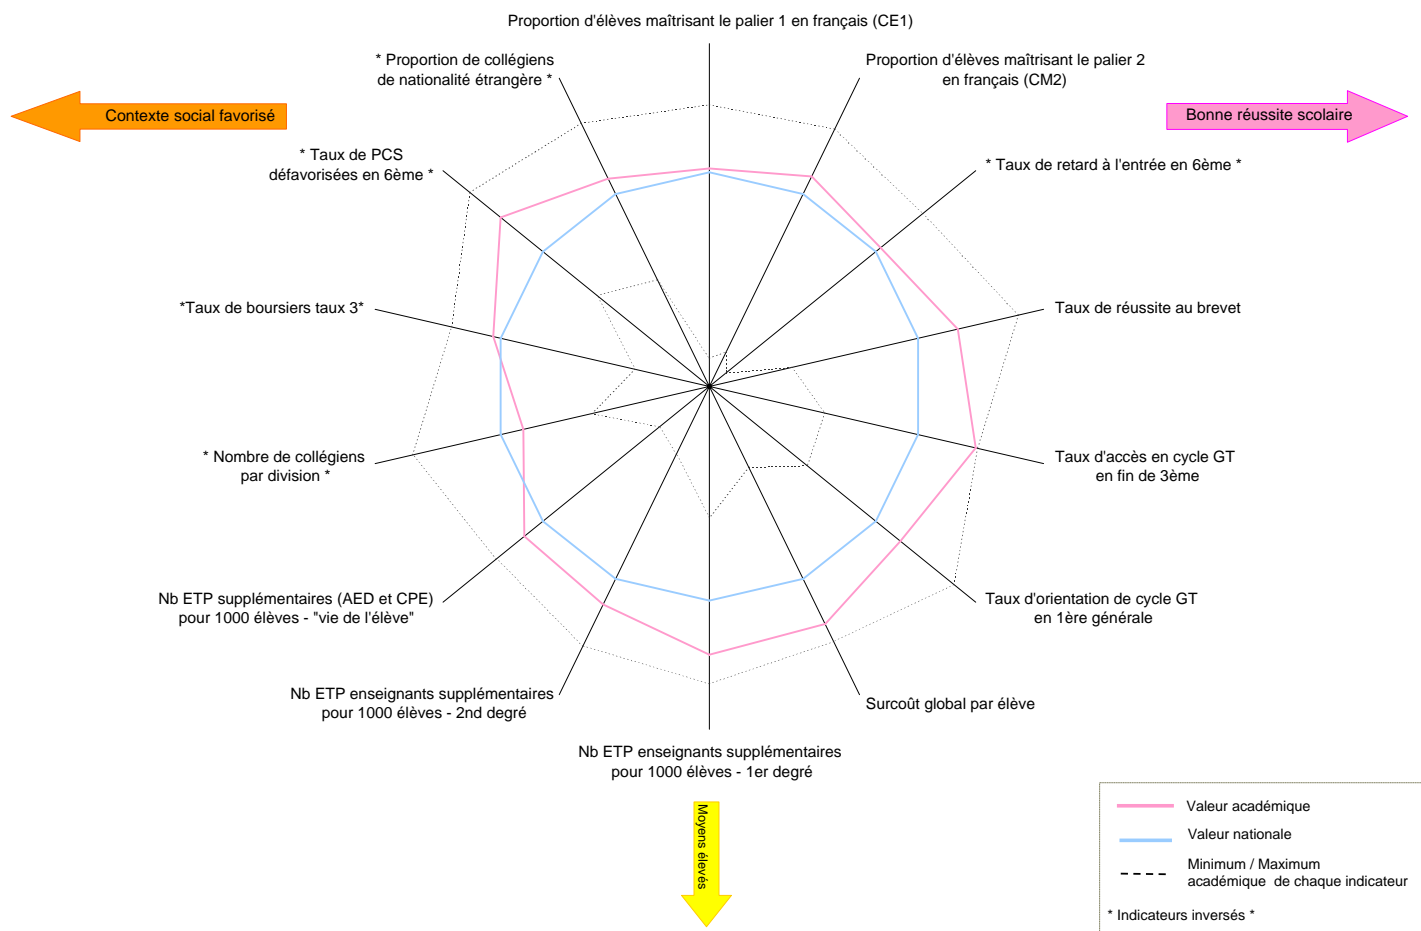 Proportion d'élèves maîtrisant le palier 1 en français (CE1)
* Proportion de collégiens
de nationalité étrangère *
Proportion d'élèves maîtrisant le palier 2
en français (CM2)
Contexte social favorisé
Bonne réussite scolaire
* Taux de PCS
défavorisées en 6ème *
* Taux de retard à l'entrée en 6ème *
*Taux de boursiers taux 3*
Taux de réussite au brevet
* Nombre de collégiens
par division *
Taux d'accès en cycle GT
en fin de 3ème
Nb ETP supplémentaires (AED et CPE)
pour 1000 élèves - "vie de l'élève"
Taux d'orientation de cycle GT
en 1ère générale
Nb ETP enseignants supplémentaires
pour 1000 élèves - 2nd degré
Surcoût global par élève
Nb ETP enseignants supplémentaires
pour 1000 élèves - 1er degré
Moyens élevés
Valeur académique
Valeur nationale
Minimum / Maximum
académique de chaque indicateur
* Indicateurs inversés *